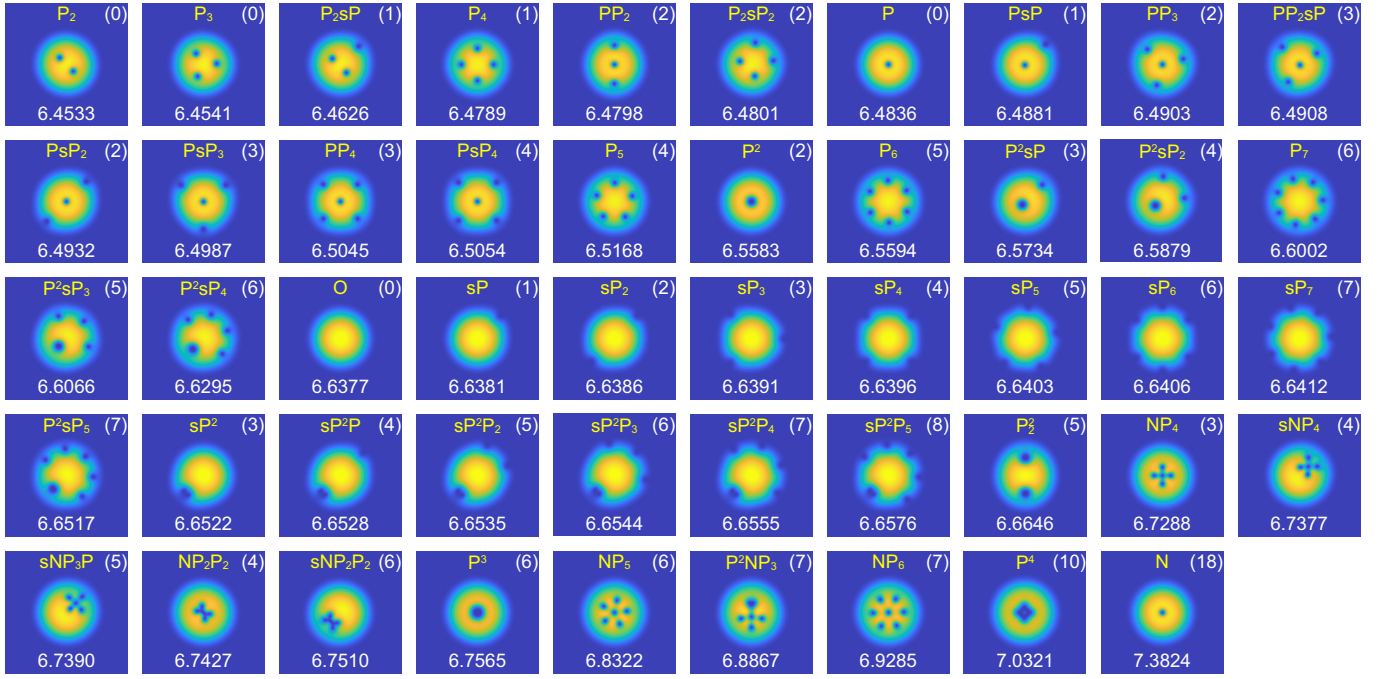 P₂ (0) P₃ (0) P₂sP (1) P₄ (1) PP₂ (2) P₂sP₂ (2) P (0) PsP (1) PP₃ (2) PP₂sP (3)
6.4533 6.4541 6.4626 6.4789 6.4798 6.4801 6.4836 6.4881 6.4903 6.4908
PsP₂ (2) PsP₃ (3) PP₄ (3) PsP₄ (4) P₅ (4) P² (2) P₆ (5) P²sP (3) P²sP₂ (4) P₇ (6)
6.4932 6.4987 6.5045 6.5054 6.5168 6.5583 6.5594 6.5734 6.5879 6.6002
P²sP₃ (5) P²sP₄ (6) O (0) sP (1) sP₂ (2) sP₃ (3) sP₄ (4) sP₅ (5) sP₆ (6) sP₇ (7)
6.6066 6.6295 6.6377 6.6381 6.6386 6.6391 6.6396 6.6403 6.6406 6.6412
P²sP₅ (7) sP² (3) sP²P (4) sP²P₂ (5) sP²P₃ (6) sP²P₄ (7) sP²P₅ (8) P²₂ (5) NP₄ (3) sNP₄ (4)
6.6517 6.6522 6.6528 6.6535 6.6544 6.6555 6.6576 6.6646 6.7288 6.7377
sNP₃P (5) NP₂P₂ (4) sNP₂P₂ (6) P³ (6) NP₅ (6) P²NP₃ (7) NP₆ (7) P⁴ (10) N (18)
6.7390 6.7427 6.7510 6.7565 6.8322 6.8867 6.9285 7.0321 7.3824